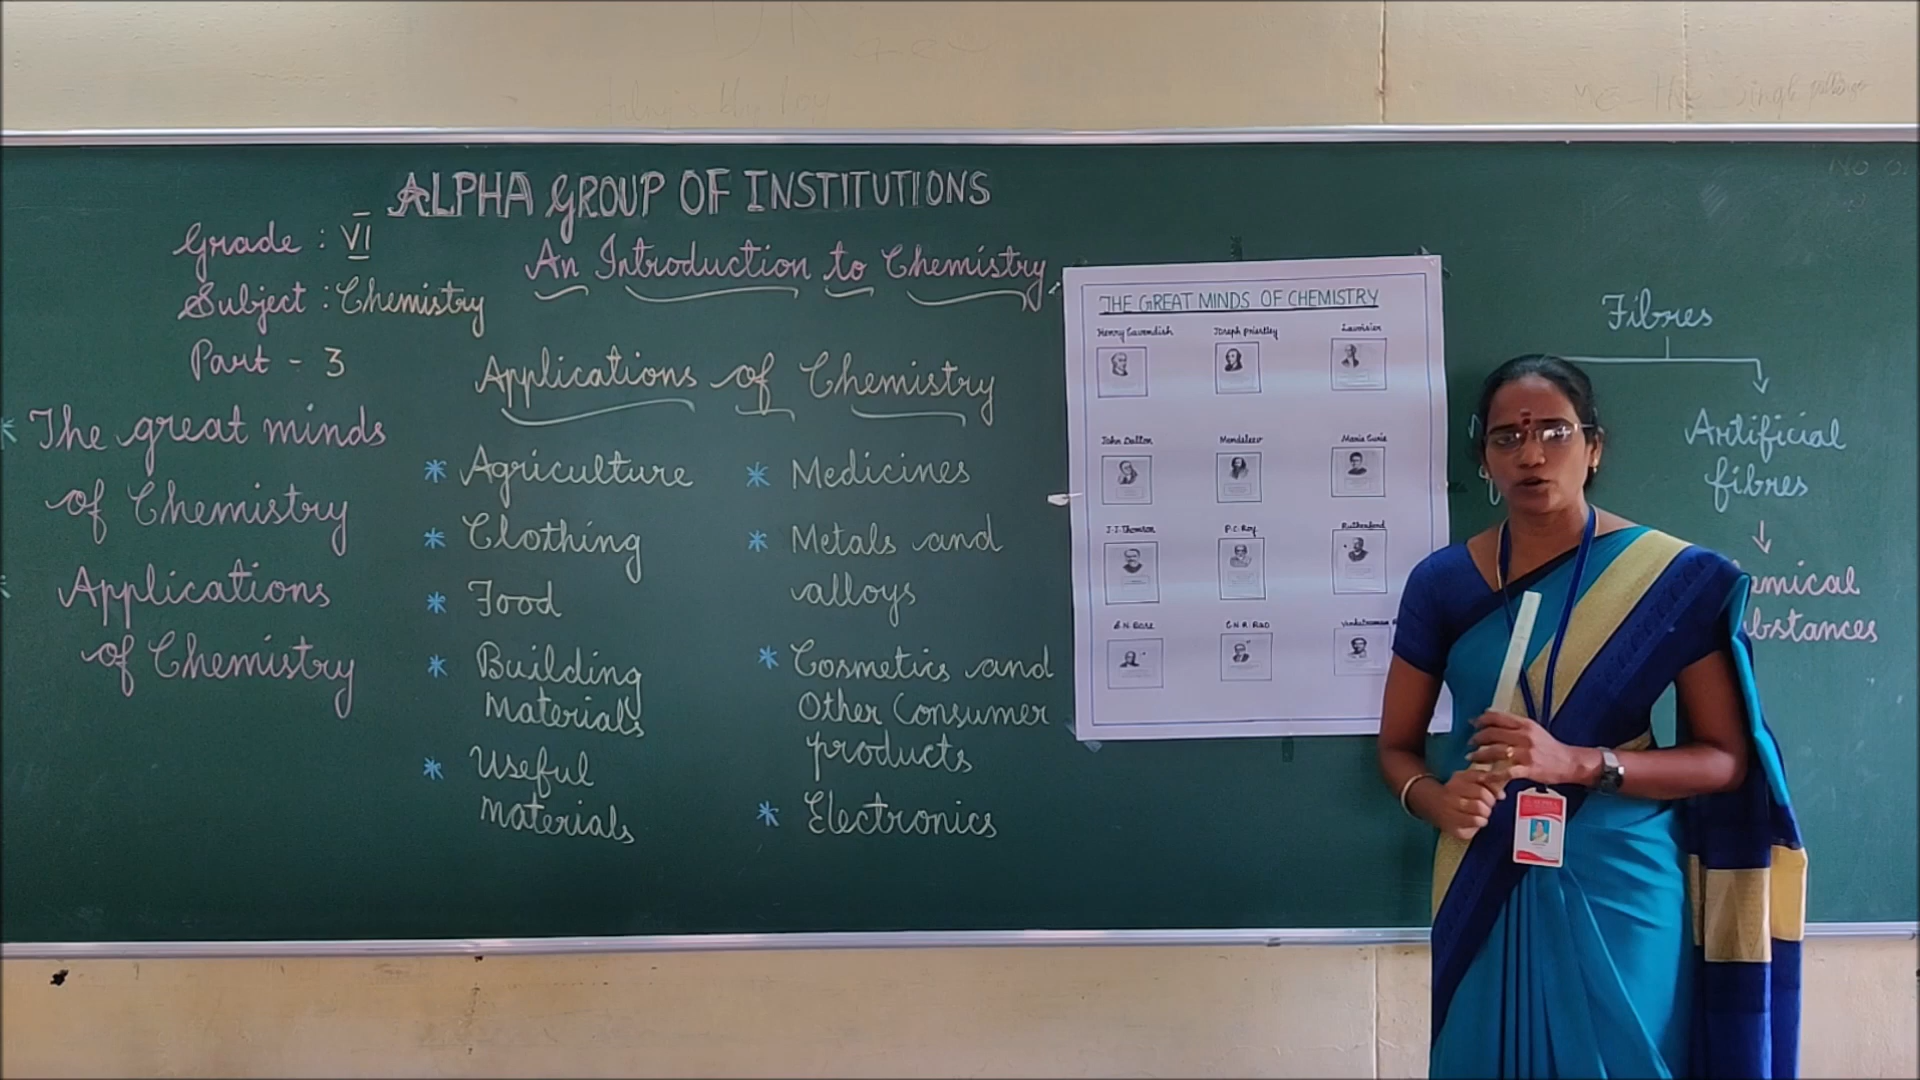 ALPHA GROUP OF INSTITUTIONS
Grade : VI
An Introduction to Chemistry
Subject : Chemistry
Part - 3
* The great minds
of Chemistry
Applications
of Chemistry
Applications of Chemistry
* Agriculture
* Clothing
* Food
* Building
Materials
* Useful
materials
* Medicines
* Metals and
alloys
* Cosmetics and
Other Consumer
products
* Electronics
THE GREAT MINDS OF CHEMISTRY
Henry Cavendish Joseph Priestley Lavoisier
John Dalton Mendeleev Marie Curie
J.J. Thomson P.C. Roy Rutherford
S.N. Bose C.N.R. Rao
Fibres
Artificial
fibres